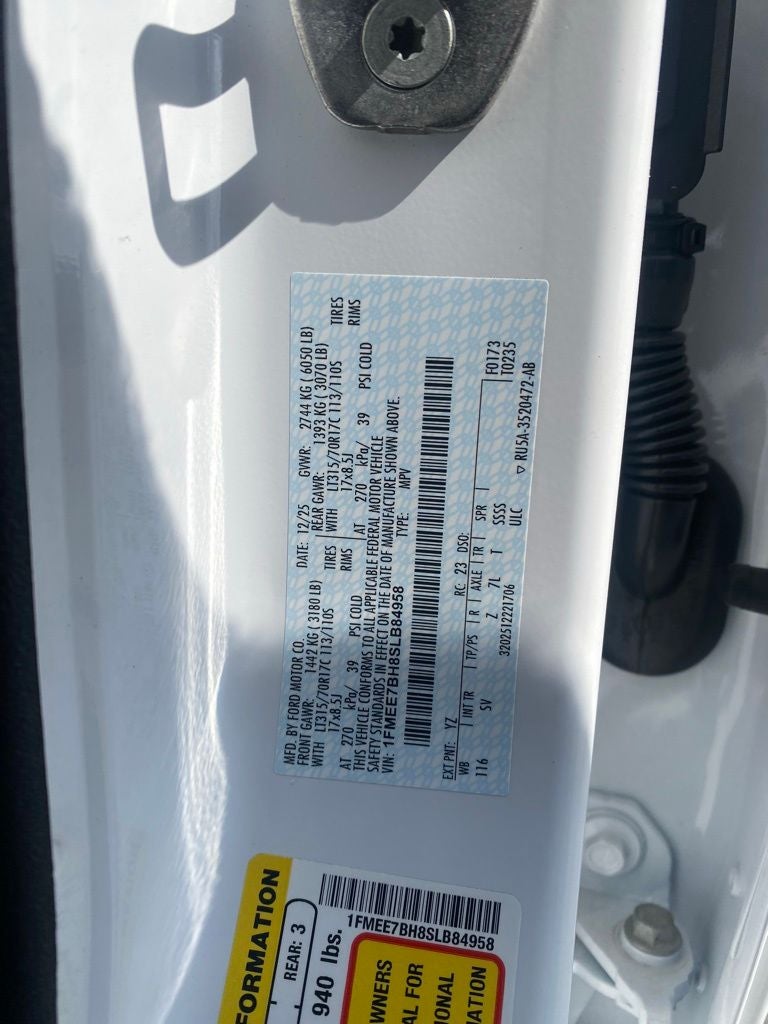 MFD. BY FORD MOTOR CO.
DATE: 12/25 GVWR: 2744 KG ( 6050 LB)
FRONT GAWR: 1442 KG ( 3180 LB) REAR GAWR: 1393 KG ( 3070 LB)
WITH LT315/70R17C 113/110S TIRES WITH LT315/70R17C 113/110S TIRES
17x8.5J RIMS 17x8.5J RIMS
AT 270 kPa/ 39 PSI COLD AT 270 kPa/ 39 PSI COLD
THIS VEHICLE CONFORMS TO ALL APPLICABLE FEDERAL MOTOR VEHICLE
SAFETY STANDARDS IN EFFECT ON THE DATE OF MANUFACTURE SHOWN ABOVE.
VIN: 1FMEE7BH8SLB84958 TYPE: MPV
EXT PNT: YZ RC: 23 DSO:
WB INT TR TP/PS R AXLE TR SPR F0173
116 SV Z 7L T SSSS T0235
3202512221706 ULC
▽ RU5A-3520472-AB
FORMATION
REAR: 3
940 lbs.
1FMEE7BH8SLB84958
WNERS
AL FOR
IONAL
ATION